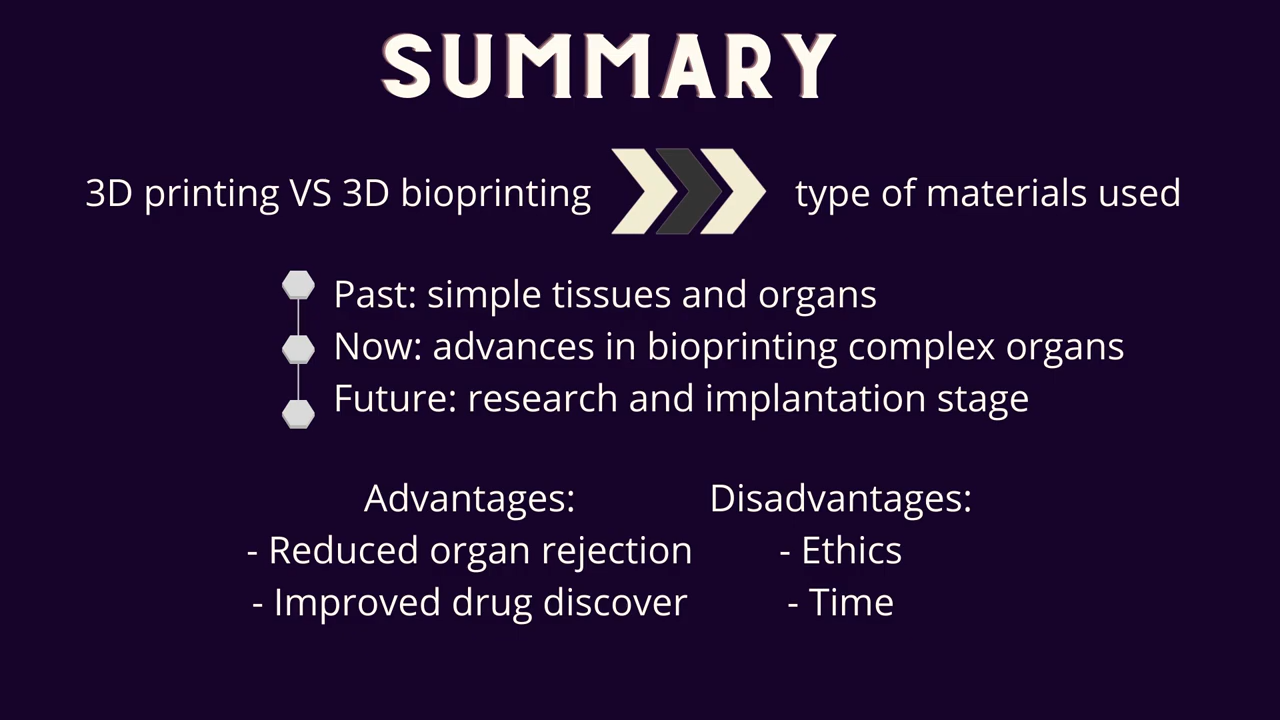 SUMMARY
3D printing VS 3D bioprinting type of materials used
Past: simple tissues and organs
Now: advances in bioprinting complex organs
Future: research and implantation stage
Advantages:
- Reduced organ rejection
- Improved drug discover
Disadvantages:
- Ethics
- Time